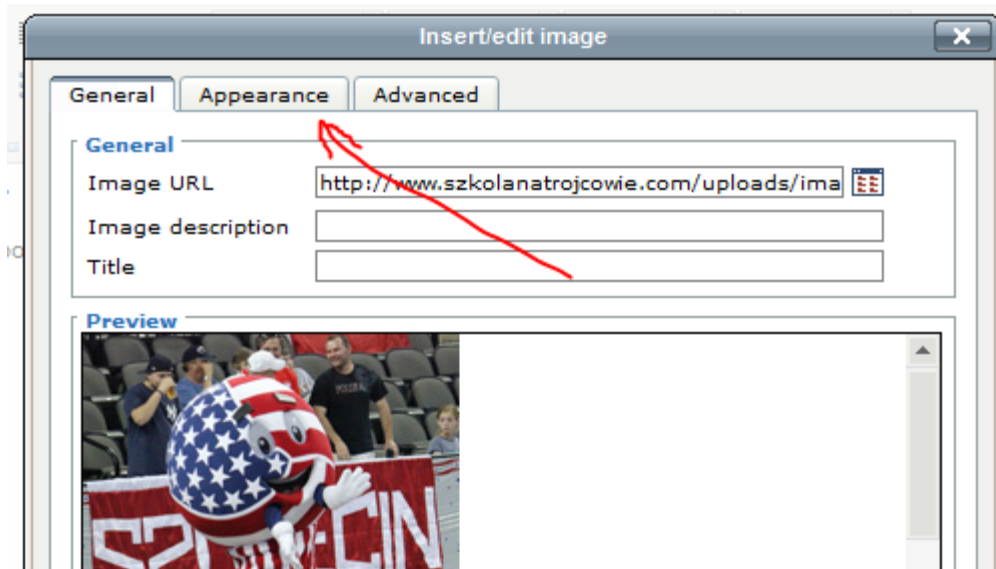 Insert/edit image
General Appearance Advanced
General
Image URL http://www.szkolanatrojcowie.com/uploads/ima
Image description
Title
Preview